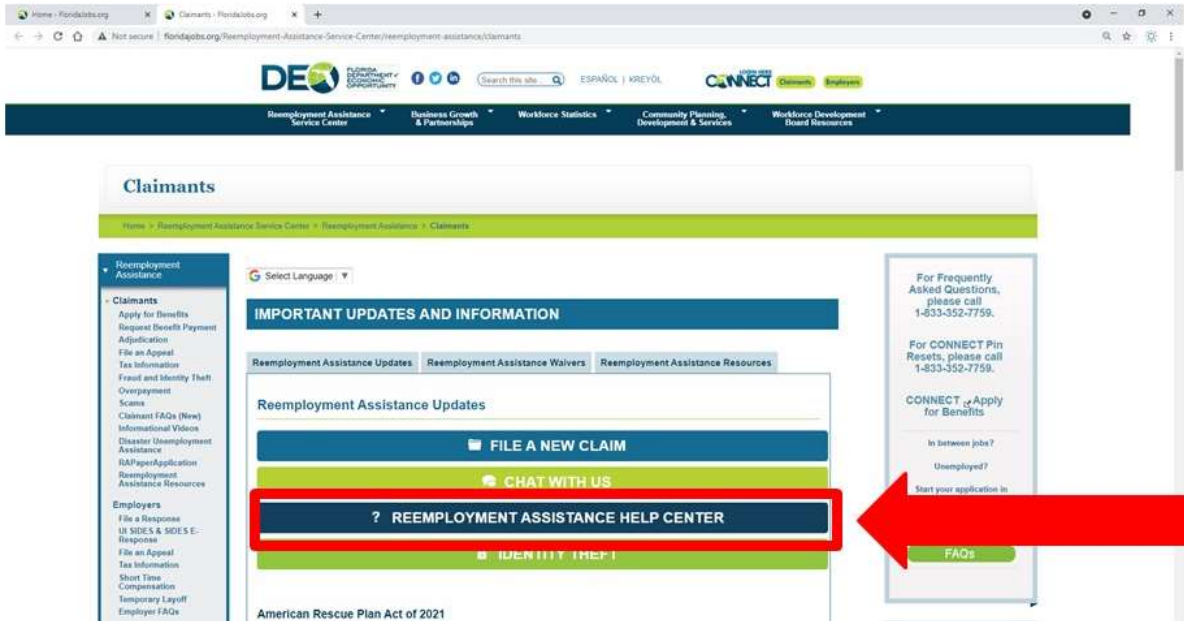 Home - FloridaJobs.org
Claimants - FloridaJobs.org
Not secure | floridajobs.org/Reemployment-Assistance-Service-Center/reemployment-assistance/claimants
DEO FLORIDA DEPARTMENT of ECONOMIC OPPORTUNITY
Search this site...
ESPAÑOL | KREYÒL
LOGIN HERE
CONNECT
Claimants
Employers
Reemployment Assistance
Service Center
Business Growth
& Partnerships
Workforce Statistics
Community Planning,
Development & Services
Workforce Development
Board Resources
Claimants
Home > Reemployment Assistance Service Center > Reemployment Assistance > Claimants
Reemployment
Assistance
Claimants
Apply for Benefits
Request Benefit Payment
Adjudication
File an Appeal
Tax Information
Fraud and Identity Theft
Overpayment
Scams
Claimant FAQs (New)
Informational Videos
Disaster Unemployment
Assistance
RAPaperApplication
Reemployment
Assistance Resources
Employers
File a Response
UI SIDES & SIDES E-
Response
File an Appeal
Tax Information
Short Time
Compensation
Temporary Layoff
Employer FAQs
G Select Language ▼
IMPORTANT UPDATES AND INFORMATION
Reemployment Assistance Updates
Reemployment Assistance Waivers
Reemployment Assistance Resources
Reemployment Assistance Updates
FILE A NEW CLAIM
CHAT WITH US
? REEMPLOYMENT ASSISTANCE HELP CENTER
IDENTITY THEFT
American Rescue Plan Act of 2021
For Frequently
Asked Questions,
please call
1-833-352-7759.
For CONNECT Pin
Resets, please call
1-833-352-7759.
CONNECT Apply
for Benefits
In between jobs?
Unemployed?
Start your application in
FAQs